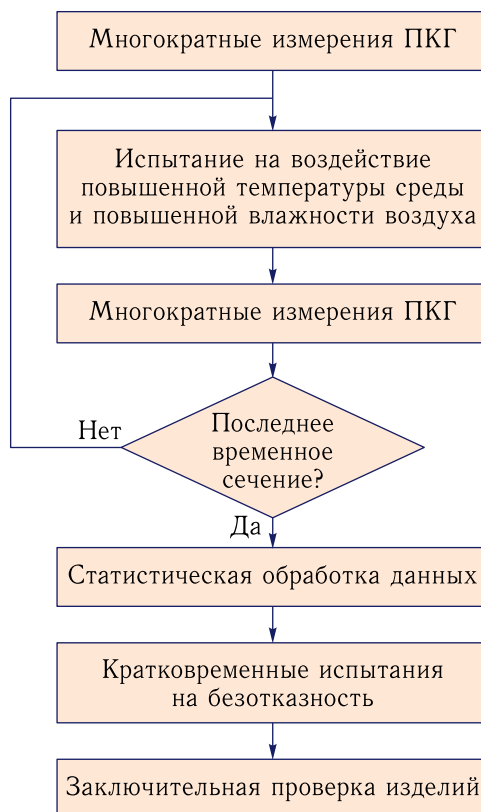 Многократные измерения ПКГ
Испытание на воздействие
повышенной температуры среды
и повышенной влажности воздуха
Многократные измерения ПКГ
Последнее
временное
сечение?
Нет
Да
Статистическая обработка данных
Кратковременные испытания
на безотказность
Заключительная проверка изделий